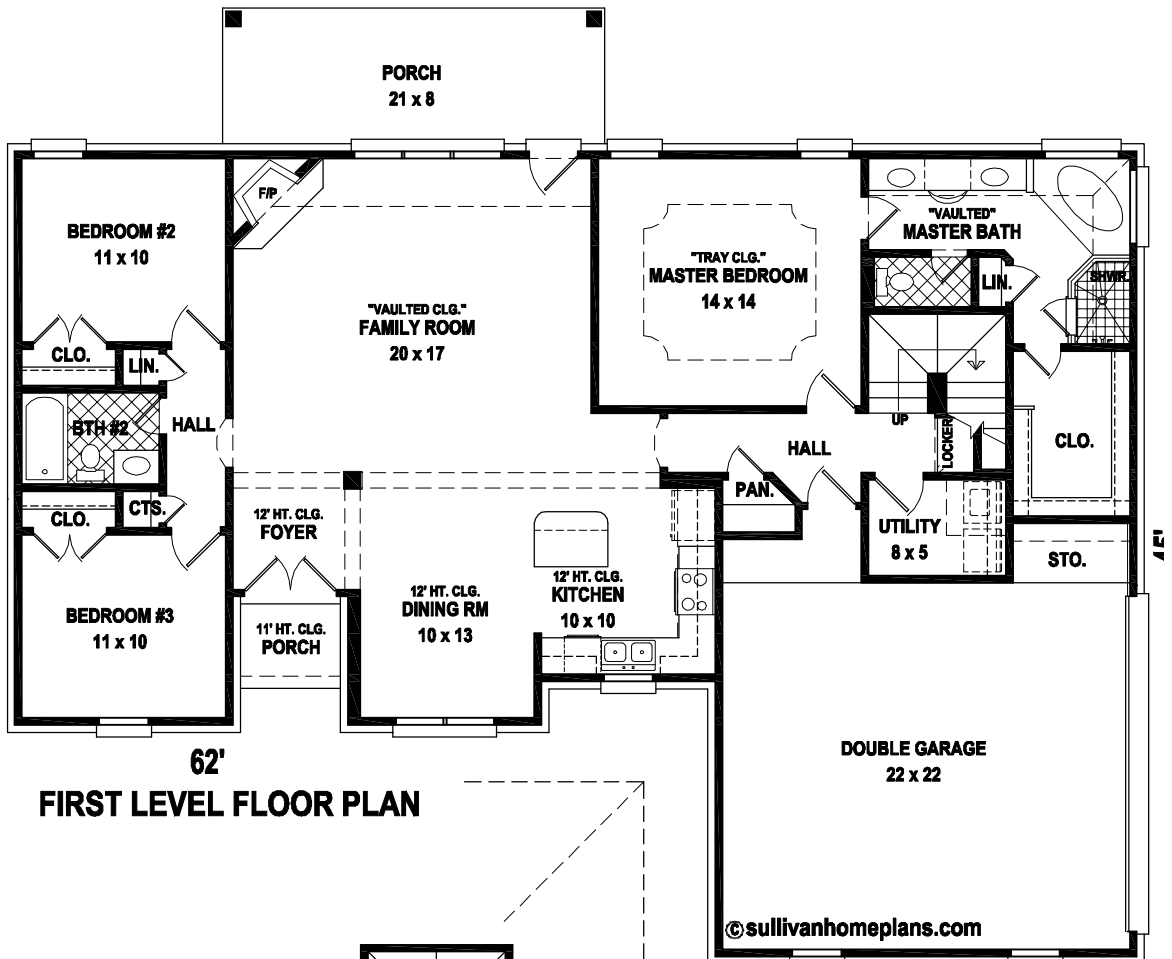 PORCH
21 x 8
F/P
BEDROOM #2
11 x 10
"VAULTED CLG."
FAMILY ROOM
20 x 17
"TRAY CLG."
MASTER BEDROOM
14 x 14
"VAULTED"
MASTER BATH
LIN.
SHWR.
CLO.
LIN.
BTH #2
HALL
UP
LOCKER
HALL
CLO.
PAN.
CLO.
CTS.
12' HT. CLG.
FOYER
UTILITY
8 x 5
STO.
45'
BEDROOM #3
11 x 10
11' HT. CLG.
PORCH
12' HT. CLG.
DINING RM
10 x 13
12' HT. CLG.
KITCHEN
10 x 10
DOUBLE GARAGE
22 x 22
62'
FIRST LEVEL FLOOR PLAN
©sullivanhomeplans.com